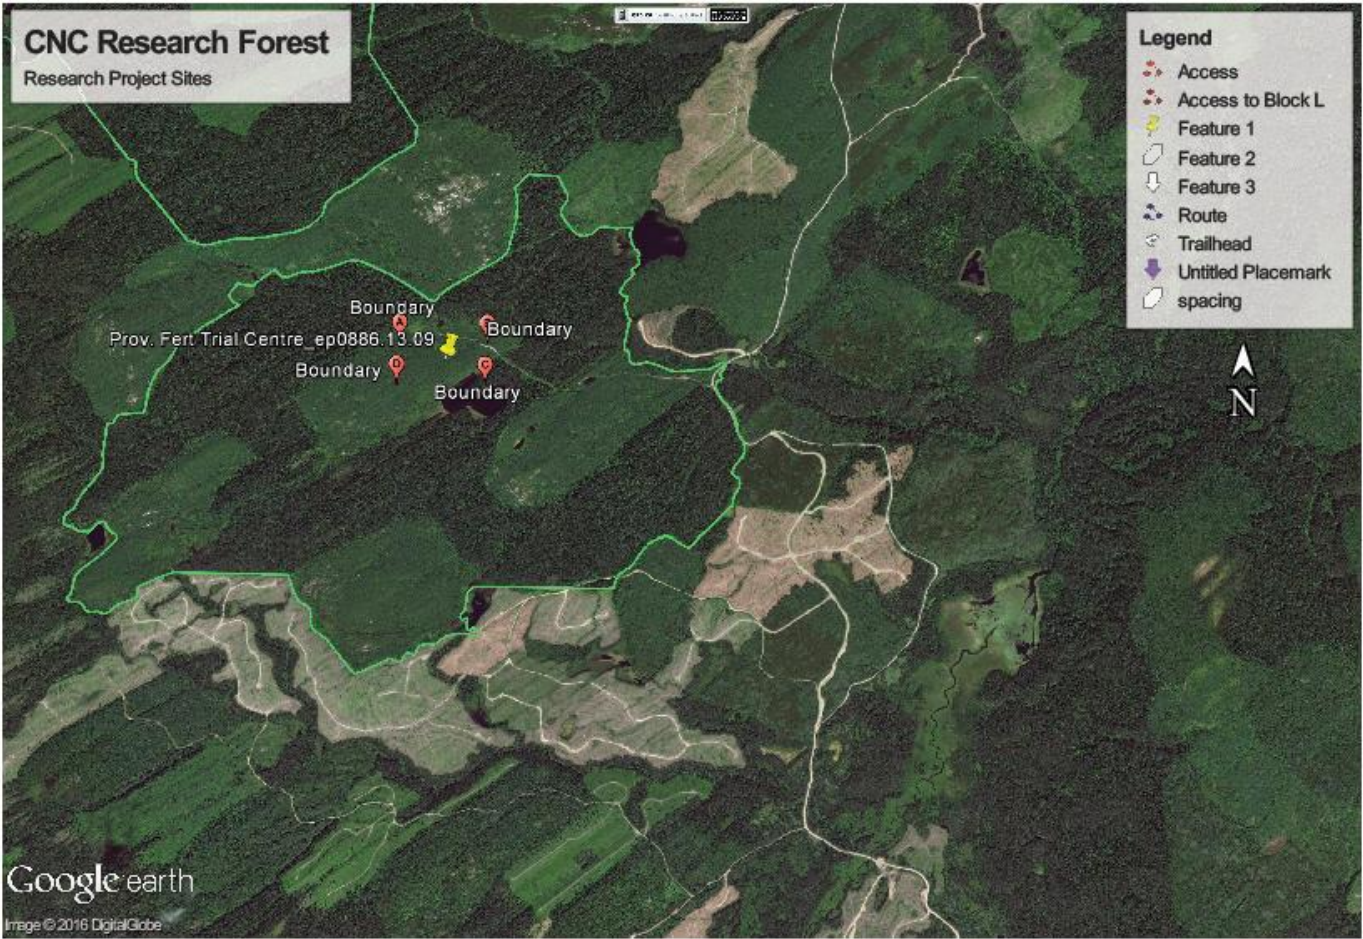 CNC Research Forest
Research Project Sites
Legend
Access
Access to Block L
Feature 1
Feature 2
Feature 3
Route
Trailhead
Untitled Placemark
spacing
N
Boundary
A
Boundary
Prov. Fert Trial Centre_ep0886.13.09
Boundary
D
C
Boundary
Google earth
Image © 2016 DigitalGlobe